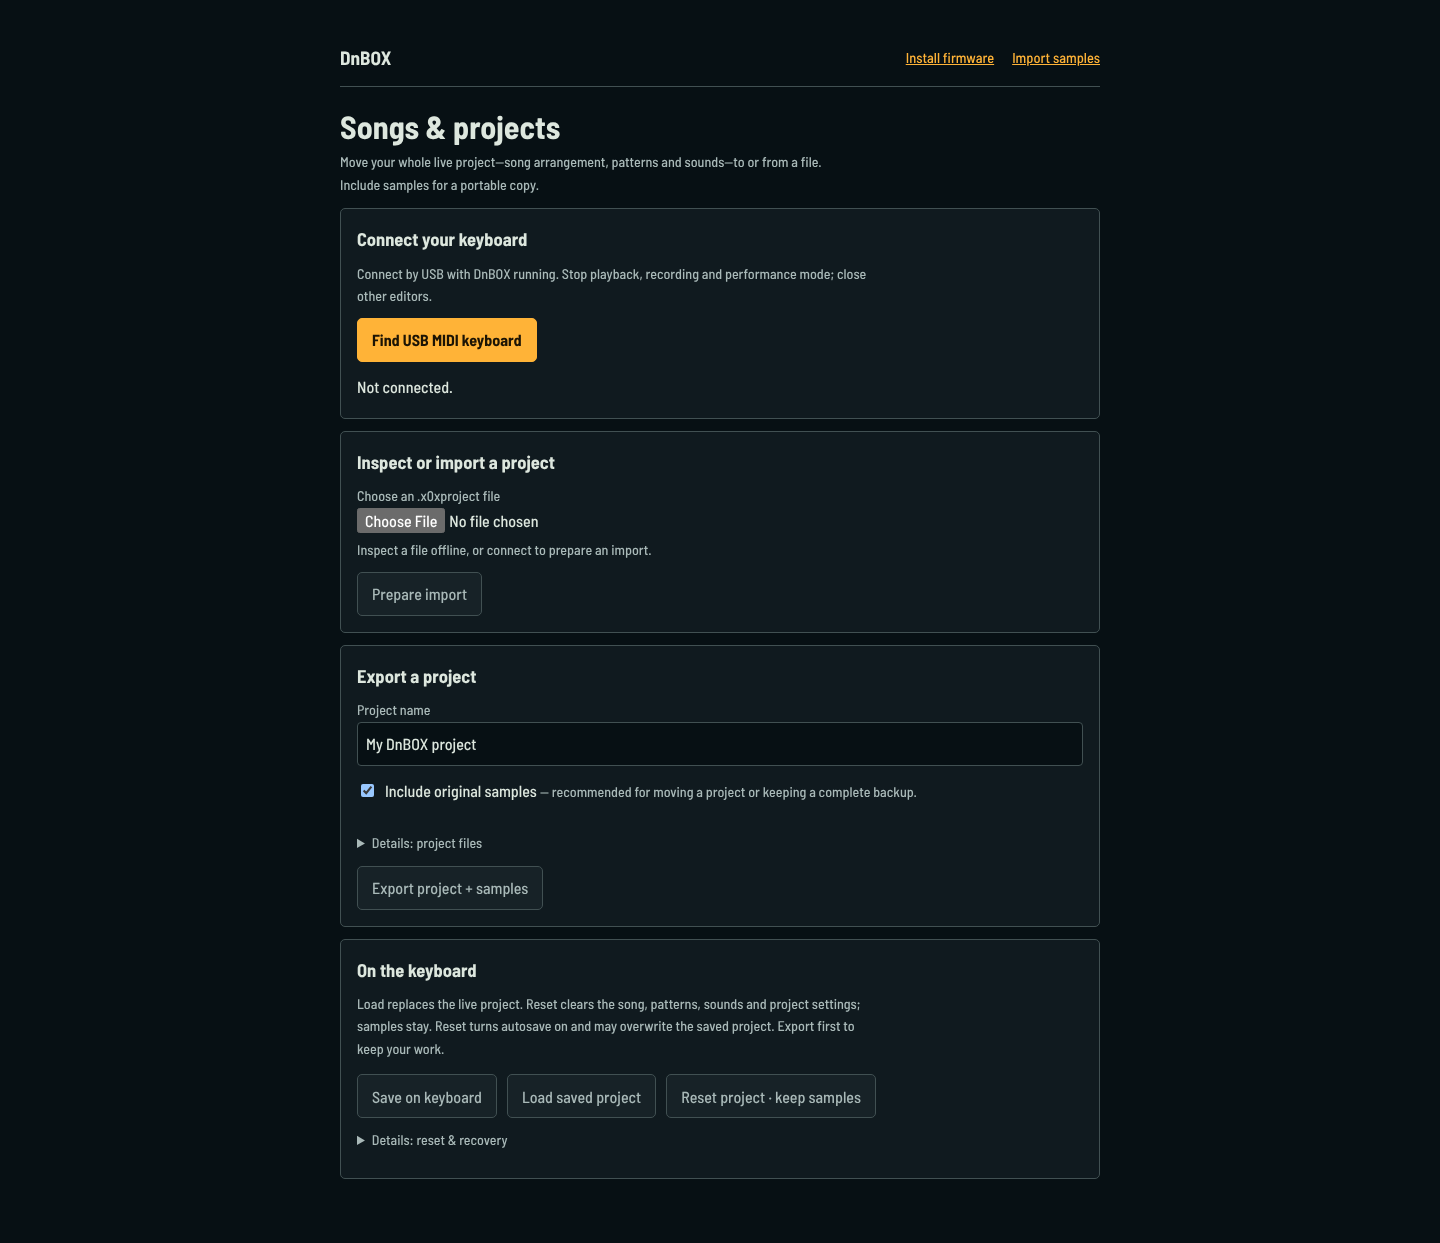 DnBOX
Install firmware
Import samples
Songs & projects
Move your whole live project—song arrangement, patterns and sounds—to or from a file.
Include samples for a portable copy.
Connect your keyboard
Connect by USB with DnBOX running. Stop playback, recording and performance mode; close
other editors.
Find USB MIDI keyboard
Not connected.
Inspect or import a project
Choose an .x0xproject file
Choose File No file chosen
Inspect a file offline, or connect to prepare an import.
Prepare import
Export a project
Project name
My DnBOX project
Include original samples — recommended for moving a project or keeping a complete backup.
Details: project files
Export project + samples
On the keyboard
Load replaces the live project. Reset clears the song, patterns, sounds and project settings;
samples stay. Reset turns autosave on and may overwrite the saved project. Export first to
keep your work.
Save on keyboard
Load saved project
Reset project · keep samples
Details: reset & recovery